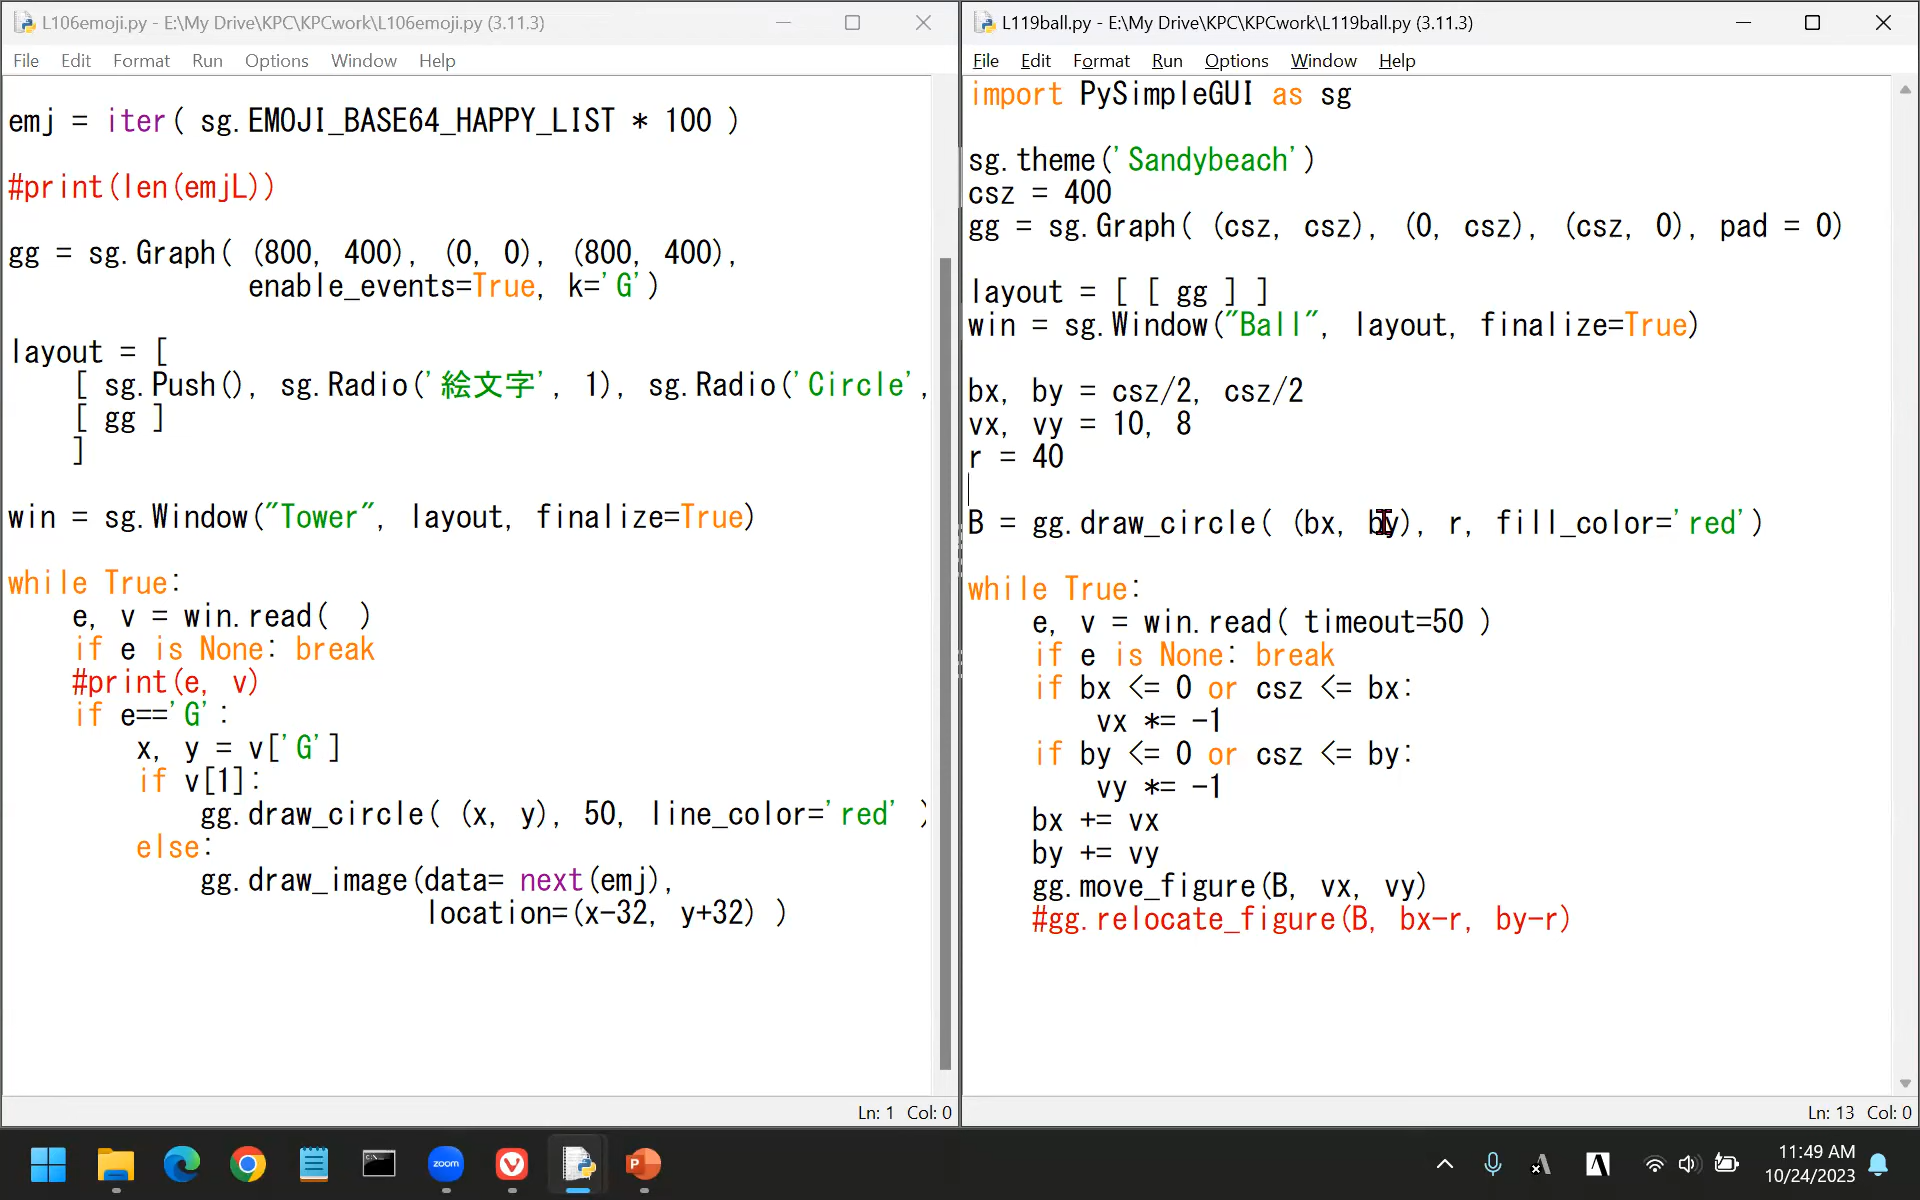 L106emoji.py - E:\My Drive\KPC\KPCwork\L106emoji.py (3.11.3)
File Edit Format Run Options Window Help
emj = iter( sg.EMOJI_BASE64_HAPPY_LIST * 100 )
#print(len(emjL))
gg = sg.Graph( (800, 400), (0, 0), (800, 400),
enable_events=True, k='G')
layout = [
[ sg.Push(), sg.Radio('絵文字', 1), sg.Radio('Circle',
[ gg ]
]
win = sg.Window("Tower", layout, finalize=True)
while True:
e, v = win.read(  )
if e is None: break
#print(e, v)
if e=='G':
x, y = v['G']
if v[1]:
gg.draw_circle( (x, y), 50, line_color='red' )
else:
gg.draw_image(data= next(emj),
location=(x-32, y+32) )
Ln: 1 Col: 0
L119ball.py - E:\My Drive\KPC\KPCwork\L119ball.py (3.11.3)
File Edit Format Run Options Window Help
import PySimpleGUI as sg
sg.theme('Sandybeach')
csz = 400
gg = sg.Graph( (csz, csz), (0, csz), (csz, 0), pad = 0)
layout = [ [ gg ] ]
win = sg.Window("Ball", layout, finalize=True)
bx, by = csz/2, csz/2
vx, vy = 10, 8
r = 40
B = gg.draw_circle( (bx, by), r, fill_color='red')
while True:
e, v = win.read( timeout=50 )
if e is None: break
if bx <= 0 or csz <= bx:
vx *= -1
if by <= 0 or csz <= by:
vy *= -1
bx += vx
by += vy
gg.move_figure(B, vx, vy)
#gg.relocate_figure(B, bx-r, by-r)
Ln: 13 Col: 0
zoom
11:49 AM
10/24/2023